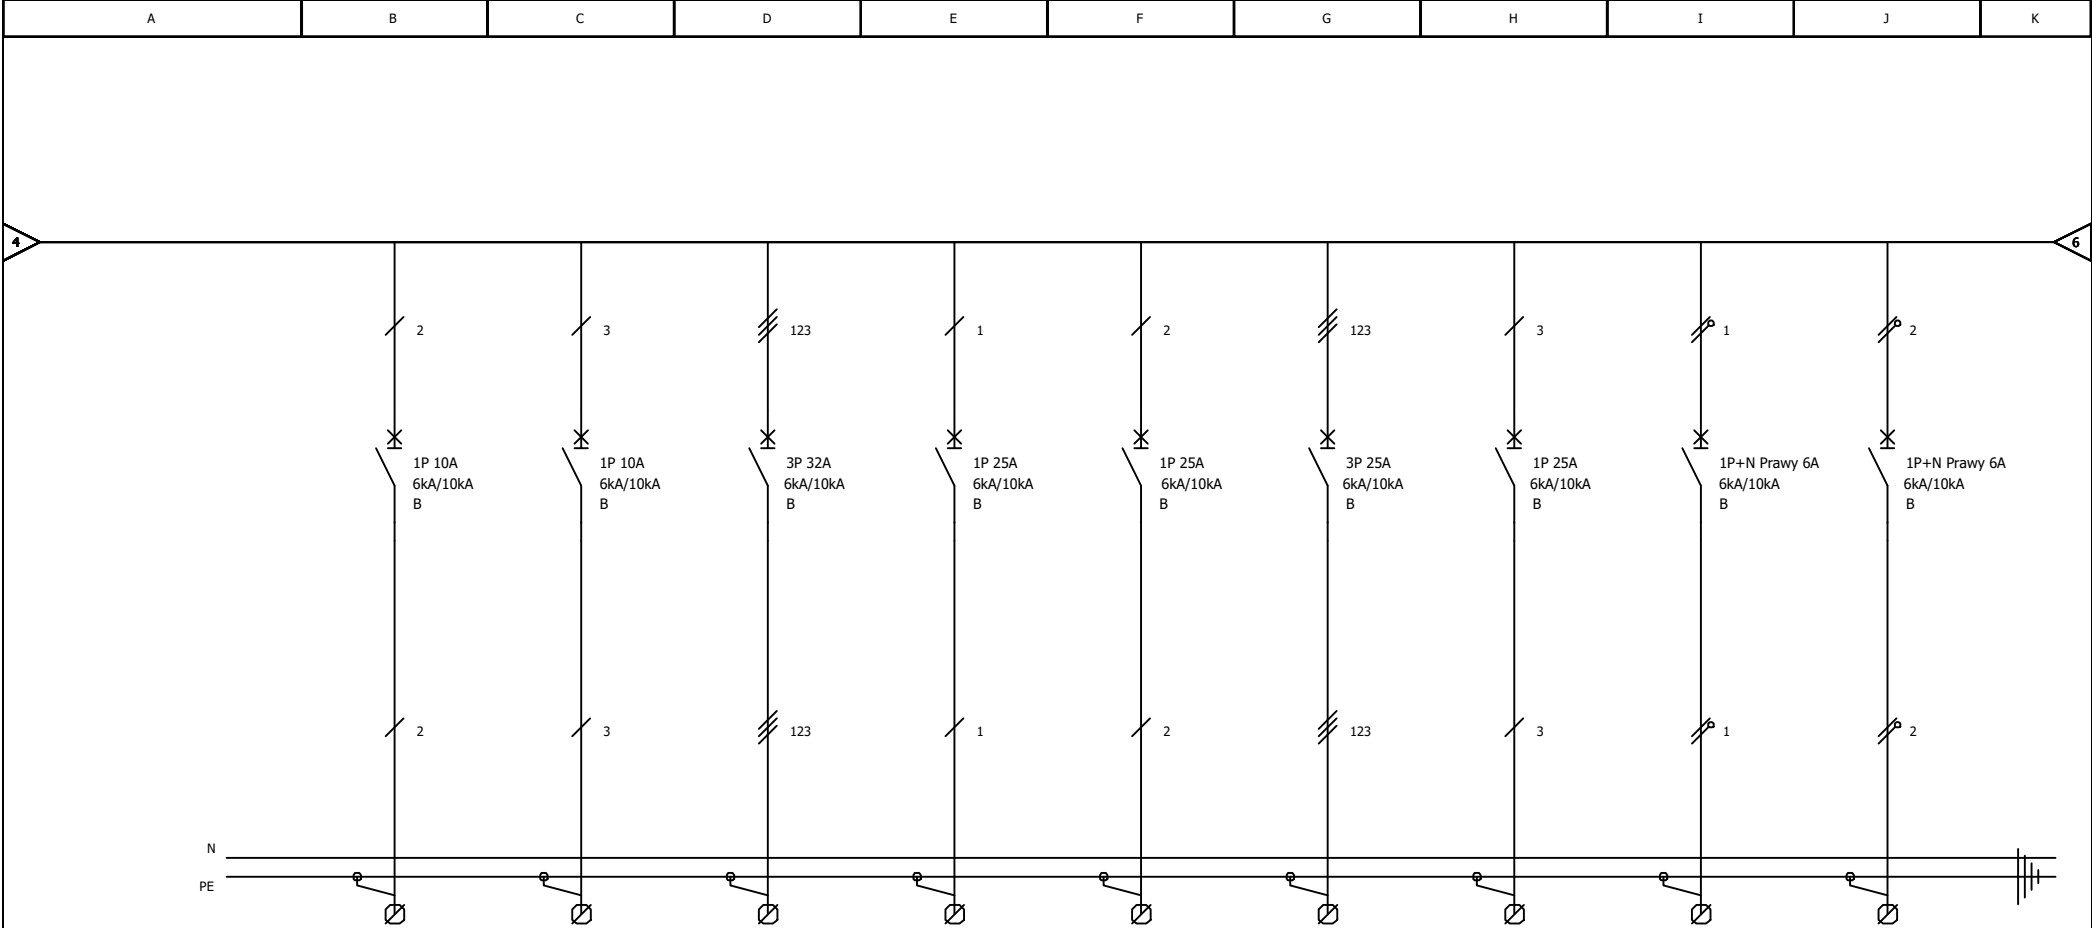 A B C D E F G H I J K
4 6
2 3 123 1 2 123 3 1 2
1P 10A 1P 10A 3P 32A 1P 25A 1P 25A 3P 25A 1P 25A 1P+N Prawy 6A 1P+N Prawy 6A
6kA/10kA 6kA/10kA 6kA/10kA 6kA/10kA 6kA/10kA 6kA/10kA 6kA/10kA 6kA/10kA 6kA/10kA
B B B B B B B B B
2 3 123 1 2 123 3 1 2
N
PE